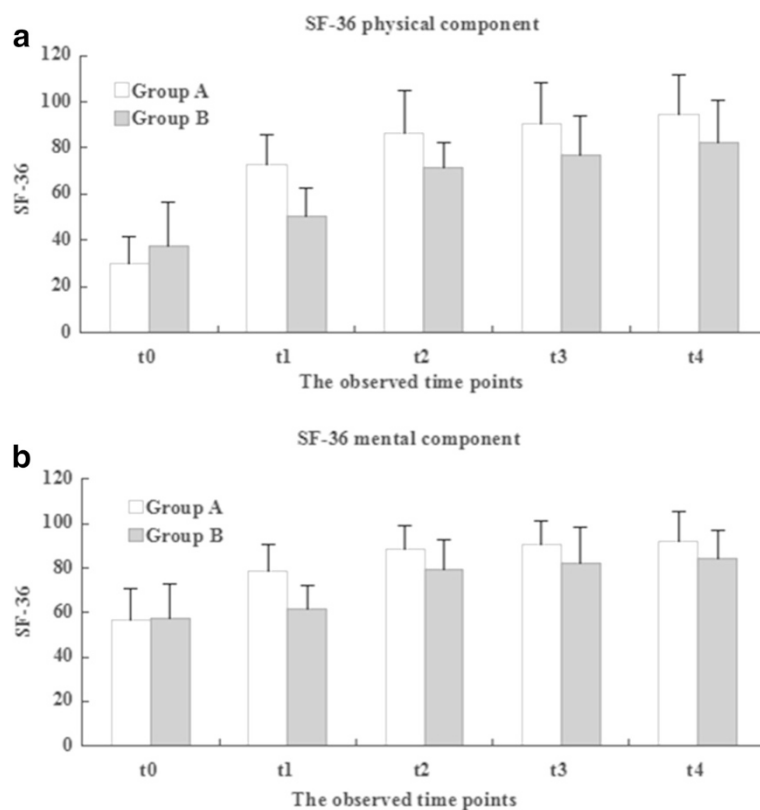 a
SF-36 physical component
Group A
Group B
120
100
80
60
40
20
0
SF-36
t0 t1 t2 t3 t4
The observed time points
b
SF-36 mental component
Group A
Group B
120
100
80
60
40
20
0
SF-36
t0 t1 t2 t3 t4
The observed time points